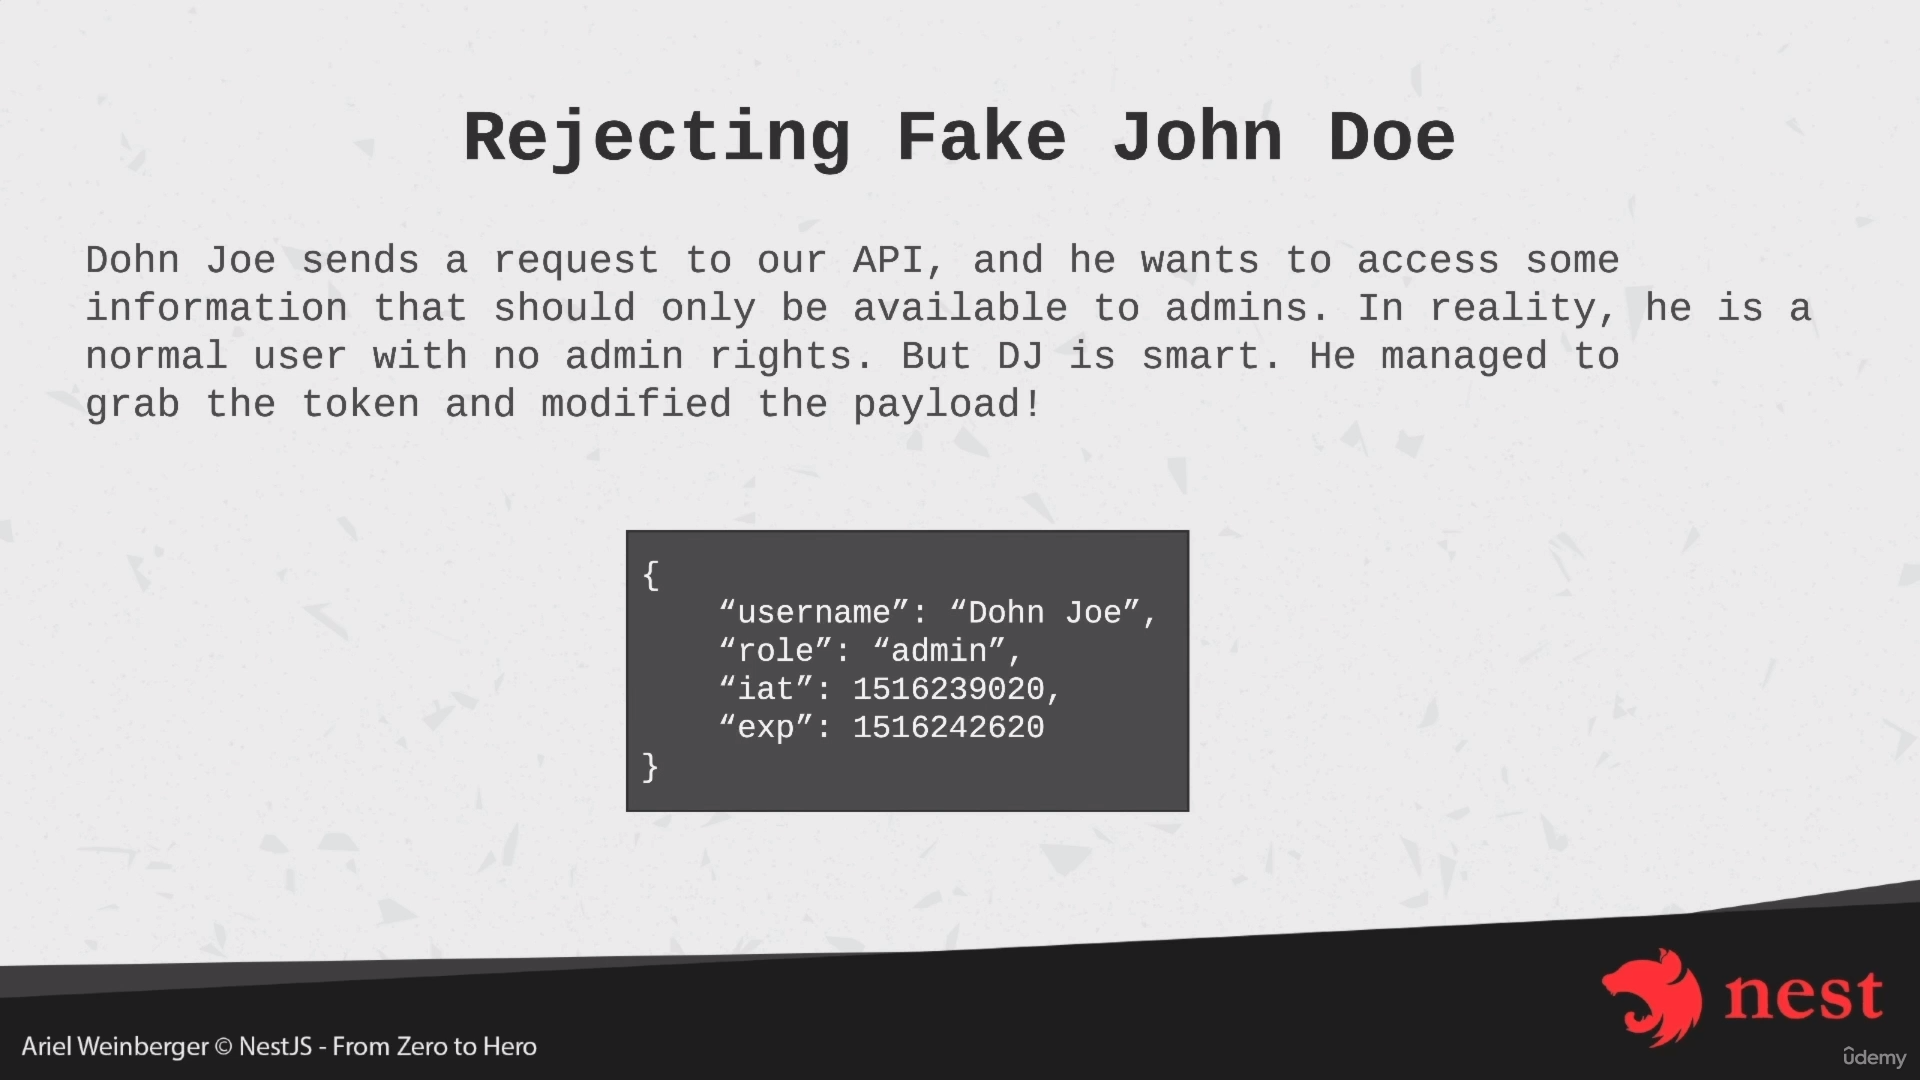 Rejecting Fake John Doe
Dohn Joe sends a request to our API, and he wants to access some
information that should only be available to admins. In reality, he is a
normal user with no admin rights. But DJ is smart. He managed to
grab the token and modified the payload!
{
“username”: “Dohn Joe”,
“role”: “admin”,
“iat”: 1516239020,
“exp”: 1516242620
}
nest
Ariel Weinberger © NestJS - From Zero to Hero
ûdemy